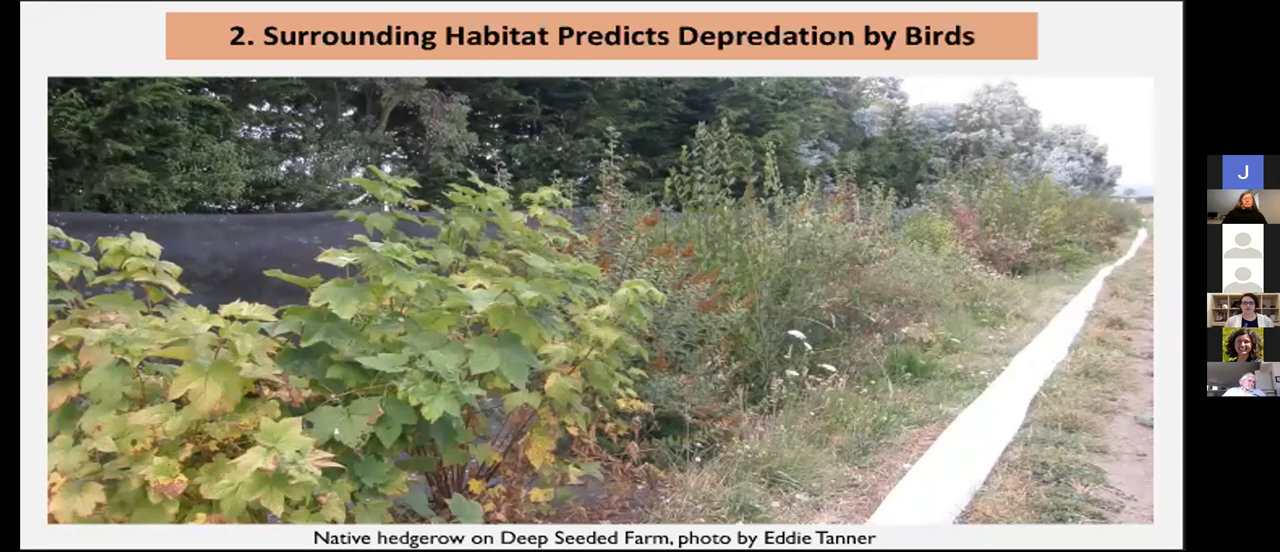 2. Surrounding Habitat Predicts Depredation by Birds
J
Native hedgerow on Deep Seeded Farm, photo by Eddie Tanner